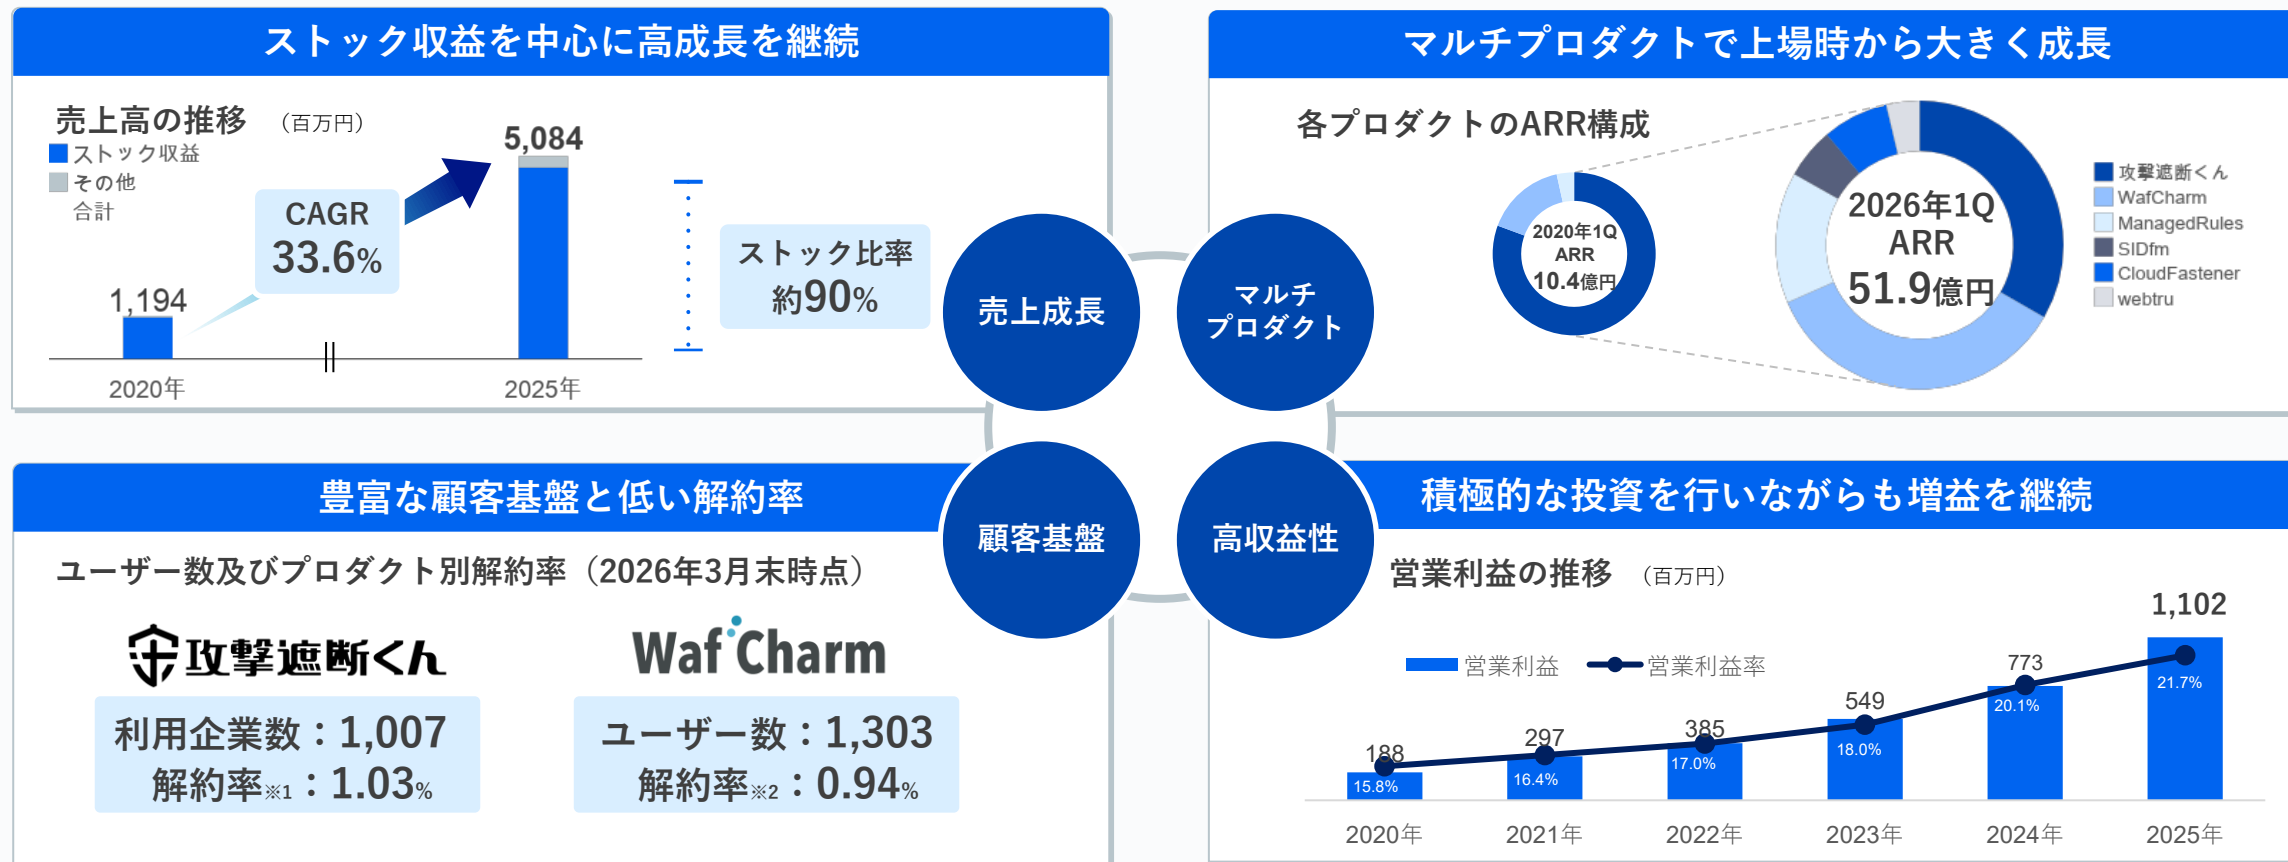 ストック収益を中心に高成長を継続
売上高の推移 （百万円）
ストック収益
その他
合計
CAGR
33.6%
1,194
5,084
2020年
2025年
ストック比率
約90%
マルチプロダクトで上場時から大きく成長
各プロダクトのARR構成
2020年1Q
ARR
10.4億円
2026年1Q
ARR
51.9億円
攻撃遮断くん
WafCharm
ManagedRules
SIDfm
CloudFastener
webtru
売上成長
マルチ
プロダクト
顧客基盤
高収益性
豊富な顧客基盤と低い解約率
ユーザー数及びプロダクト別解約率（2026年3月末時点）
攻撃遮断くん
利用企業数：1,007
解約率※1：1.03%
WafCharm
ユーザー数：1,303
解約率※2：0.94%
積極的な投資を行いながらも増益を継続
営業利益の推移 （百万円）
営業利益 営業利益率
188
297
385
549
773
1,102
15.8%
16.4%
17.0%
18.0%
20.1%
21.7%
2020年 2021年 2022年 2023年 2024年 2025年